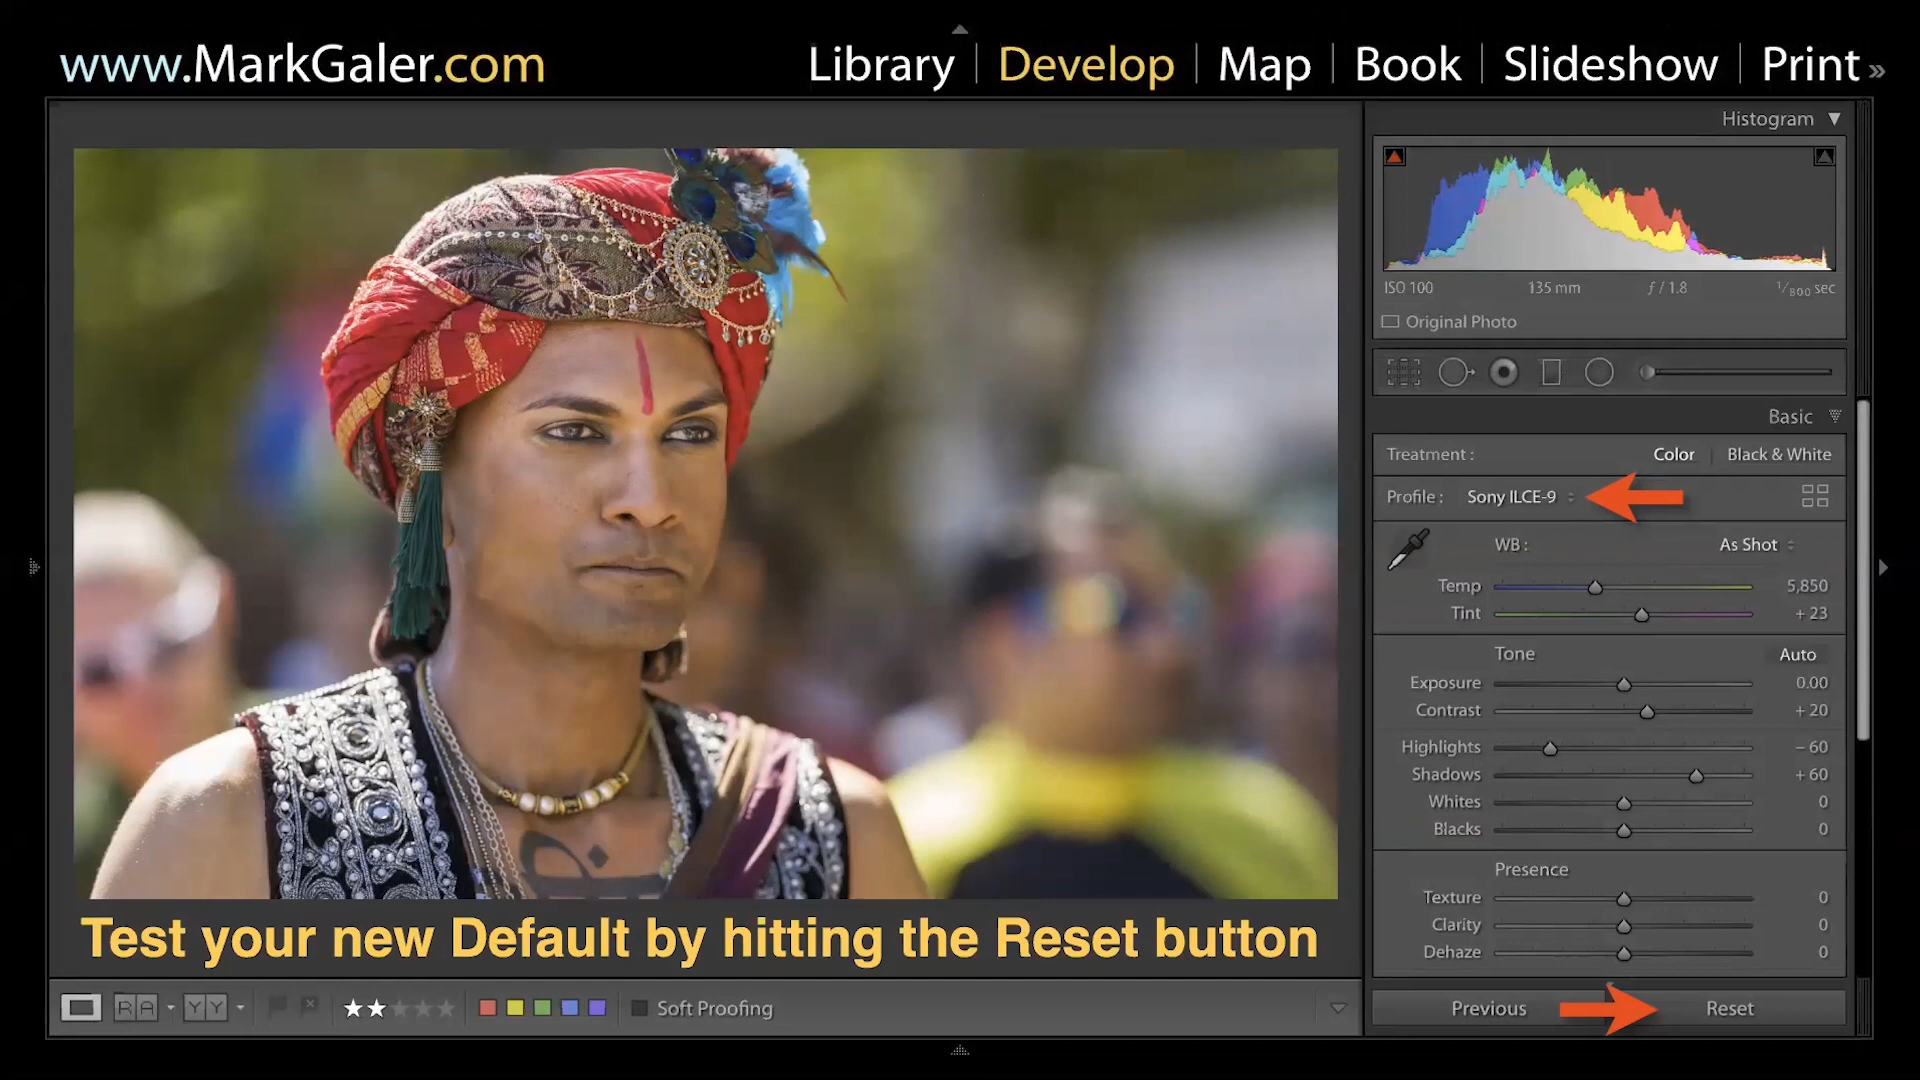 www.MarkGaler.com
Library | Develop | Map | Book | Slideshow | Print »
Histogram
ISO 100 135 mm ƒ / 1.8 1/800 sec
Original Photo
Basic
Treatment : Color Black & White
Profile : Sony ILCE-9
WB : As Shot
Temp 5,850
Tint + 23
Tone Auto
Exposure 0.00
Contrast + 20
Highlights – 60
Shadows + 60
Whites 0
Blacks 0
Presence
Texture 0
Clarity 0
Dehaze 0
Test your new Default by hitting the Reset button
R A Y Y Soft Proofing
Previous Reset